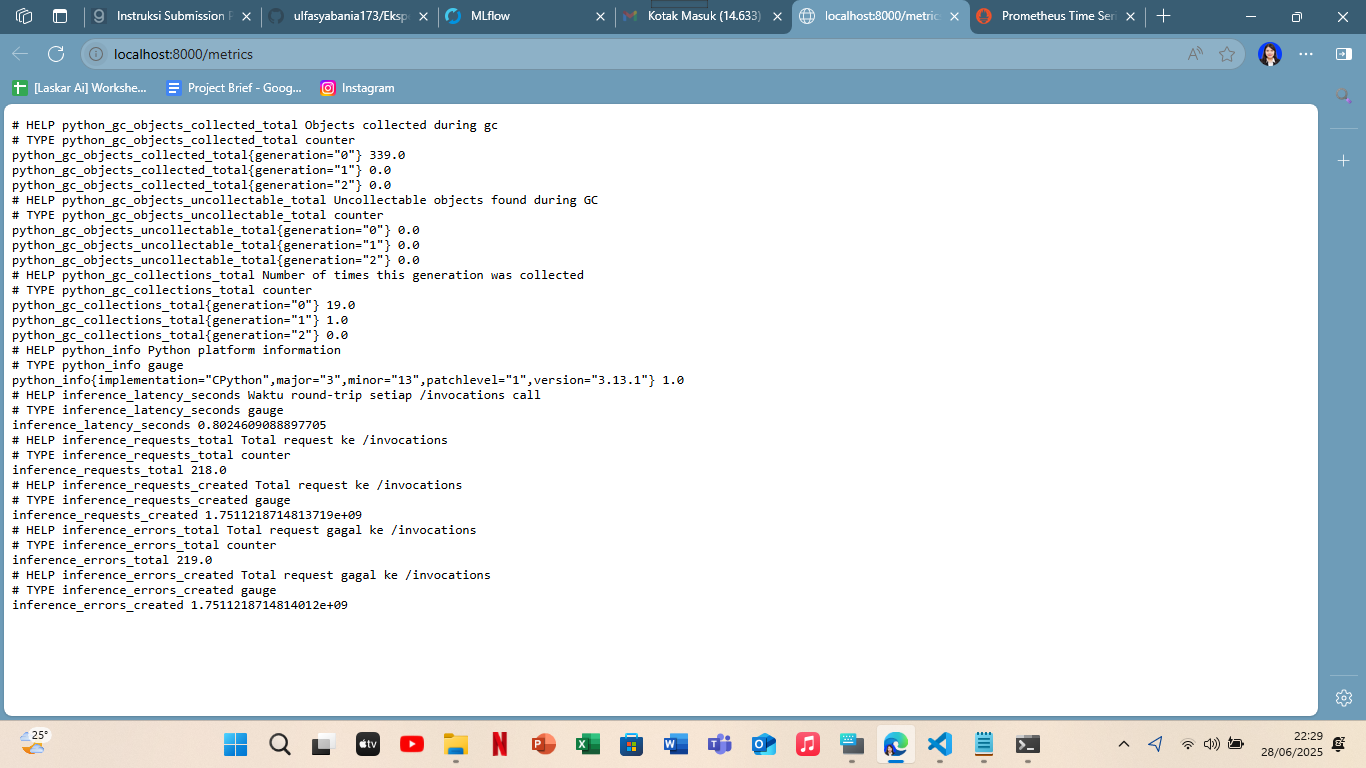 Instruksi Submission P
ulfasyabania173/Eksp
MLflow
Kotak Masuk (14.633)
localhost:8000/metric
Prometheus Time Seri
localhost:8000/metrics
[Laskar Ai] Workshe...
Project Brief - Goog...
Instagram
# HELP python_gc_objects_collected_total Objects collected during gc
# TYPE python_gc_objects_collected_total counter
python_gc_objects_collected_total{generation="0"} 339.0
python_gc_objects_collected_total{generation="1"} 0.0
python_gc_objects_collected_total{generation="2"} 0.0
# HELP python_gc_objects_uncollectable_total Uncollectable objects found during GC
# TYPE python_gc_objects_uncollectable_total counter
python_gc_objects_uncollectable_total{generation="0"} 0.0
python_gc_objects_uncollectable_total{generation="1"} 0.0
python_gc_objects_uncollectable_total{generation="2"} 0.0
# HELP python_gc_collections_total Number of times this generation was collected
# TYPE python_gc_collections_total counter
python_gc_collections_total{generation="0"} 19.0
python_gc_collections_total{generation="1"} 1.0
python_gc_collections_total{generation="2"} 0.0
# HELP python_info Python platform information
# TYPE python_info gauge
python_info{implementation="CPython",major="3",minor="13",patchlevel="1",version="3.13.1"} 1.0
# HELP inference_latency_seconds Waktu round-trip setiap /invocations call
# TYPE inference_latency_seconds gauge
inference_latency_seconds 0.8024609088897705
# HELP inference_requests_total Total request ke /invocations
# TYPE inference_requests_total counter
inference_requests_total 218.0
# HELP inference_requests_created Total request ke /invocations
# TYPE inference_requests_created gauge
inference_requests_created 1.7511218714813719e+09
# HELP inference_errors_total Total request gagal ke /invocations
# TYPE inference_errors_total counter
inference_errors_total 219.0
# HELP inference_errors_created Total request gagal ke /invocations
# TYPE inference_errors_created gauge
inference_errors_created 1.7511218714814012e+09
25°
22:29
28/06/2025